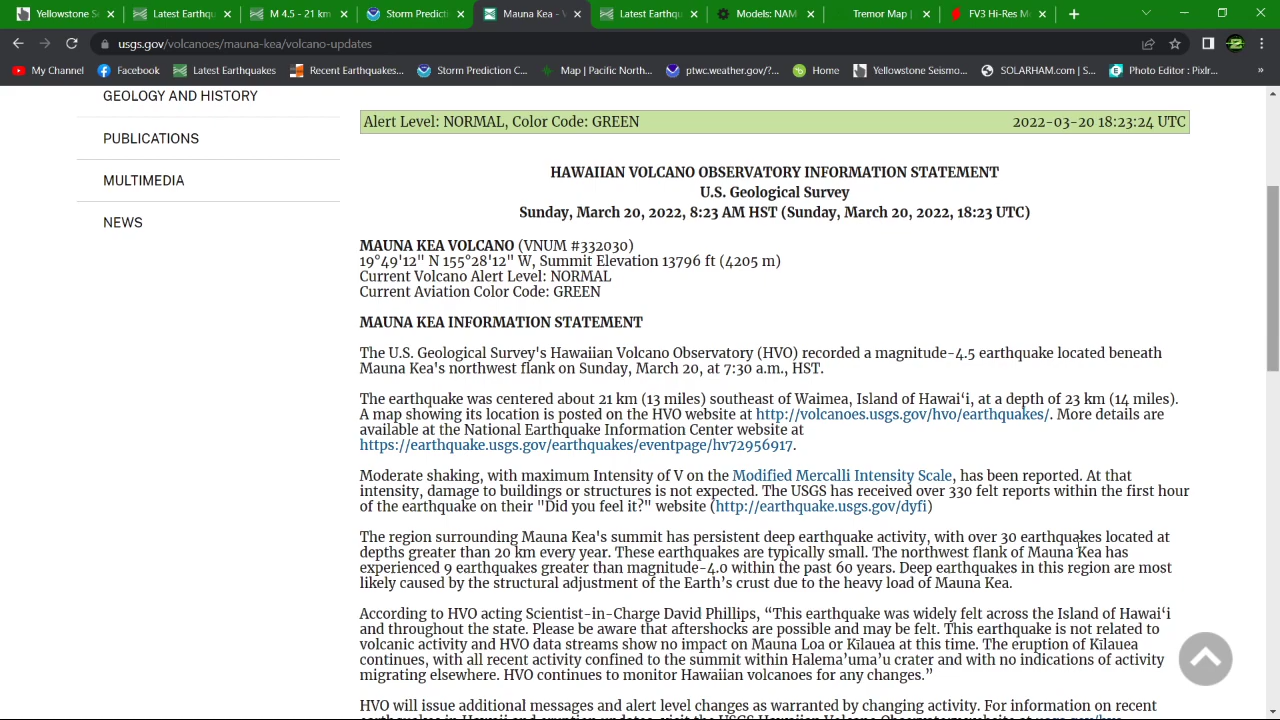 Latest Earthqu
M 4.5 - 21 km
Storm Predicti
Mauna Kea - V
Latest Earthqu
Models: NAM
Tremor Map |
FV3 Hi-Res M
usgs.gov/volcanoes/mauna-kea/volcano-updates
My Channel
Facebook
Latest Earthquakes
Recent Earthquakes...
Storm Prediction C...
Map | Pacific North...
ptwc.weather.gov/?...
Home
Yellowstone Seismo...
SOLARHAM.com | S...
Photo Editor : Pixlr...
»
GEOLOGY AND HISTORY
PUBLICATIONS
MULTIMEDIA
NEWS
Alert Level: NORMAL, Color Code: GREEN 2022-03-20 18:23:24 UTC
HAWAIIAN VOLCANO OBSERVATORY INFORMATION STATEMENT
U.S. Geological Survey
Sunday, March 20, 2022, 8:23 AM HST (Sunday, March 20, 2022, 18:23 UTC)
MAUNA KEA VOLCANO (VNUM #332030)
19°49'12" N 155°28'12" W, Summit Elevation 13796 ft (4205 m)
Current Volcano Alert Level: NORMAL
Current Aviation Color Code: GREEN
MAUNA KEA INFORMATION STATEMENT
The U.S. Geological Survey's Hawaiian Volcano Observatory (HVO) recorded a magnitude-4.5 earthquake located beneath
Mauna Kea's northwest flank on Sunday, March 20, at 7:30 a.m., HST.
The earthquake was centered about 21 km (13 miles) southeast of Waimea, Island of Hawai‘i, at a depth of 23 km (14 miles).
A map showing its location is posted on the HVO website at http://volcanoes.usgs.gov/hvo/earthquakes/. More details are
available at the National Earthquake Information Center website at
https://earthquake.usgs.gov/earthquakes/eventpage/hv72956917.
Moderate shaking, with maximum Intensity of V on the Modified Mercalli Intensity Scale, has been reported. At that
intensity, damage to buildings or structures is not expected. The USGS has received over 330 felt reports within the first hour
of the earthquake on their "Did you feel it?" website (http://earthquake.usgs.gov/dyfi)
The region surrounding Mauna Kea's summit has persistent deep earthquake activity, with over 30 earthquakes located at
depths greater than 20 km every year. These earthquakes are typically small. The northwest flank of Mauna Kea has
experienced 9 earthquakes greater than magnitude-4.0 within the past 60 years. Deep earthquakes in this region are most
likely caused by the structural adjustment of the Earth’s crust due to the heavy load of Mauna Kea.
According to HVO acting Scientist-in-Charge David Phillips, “This earthquake was widely felt across the Island of Hawai‘i
and throughout the state. Please be aware that aftershocks are possible and may be felt. This earthquake is not related to
volcanic activity and HVO data streams show no impact on Mauna Loa or Kīlauea at this time. The eruption of Kīlauea
continues, with all recent activity confined to the summit within Halema‘uma‘u crater and with no indications of activity
migrating elsewhere. HVO continues to monitor Hawaiian volcanoes for any changes.”
HVO will issue additional messages and alert level changes as warranted by changing activity. For information on recent